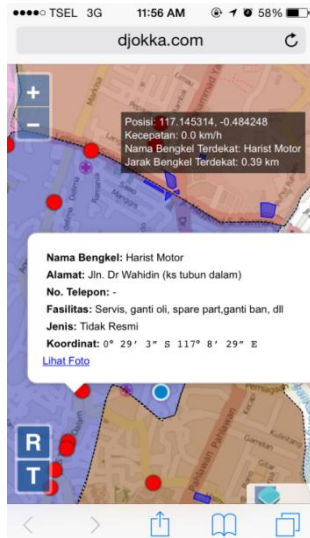 TSEL 3G 11:56 AM 58%
djokka.com
+
Posisi: 117.145314, -0.484248
−
Kecepatan: 0.0 km/h
Nama Bengkel Terdekat: Harist Motor
Jarak Bengkel Terdekat: 0.39 km
Nama Bengkel: Harist Motor
Alamat: Jln. Dr Wahidin (ks tubun dalam)
No. Telepon: -
Fasilitas: Servis, ganti oli, spare part,ganti ban, dll
Jenis: Tidak Resmi
Koordinat: 0° 29′ 3″ S 117° 8′ 29″ E
Lihat Foto
R
T
Pahlawan
Gitar